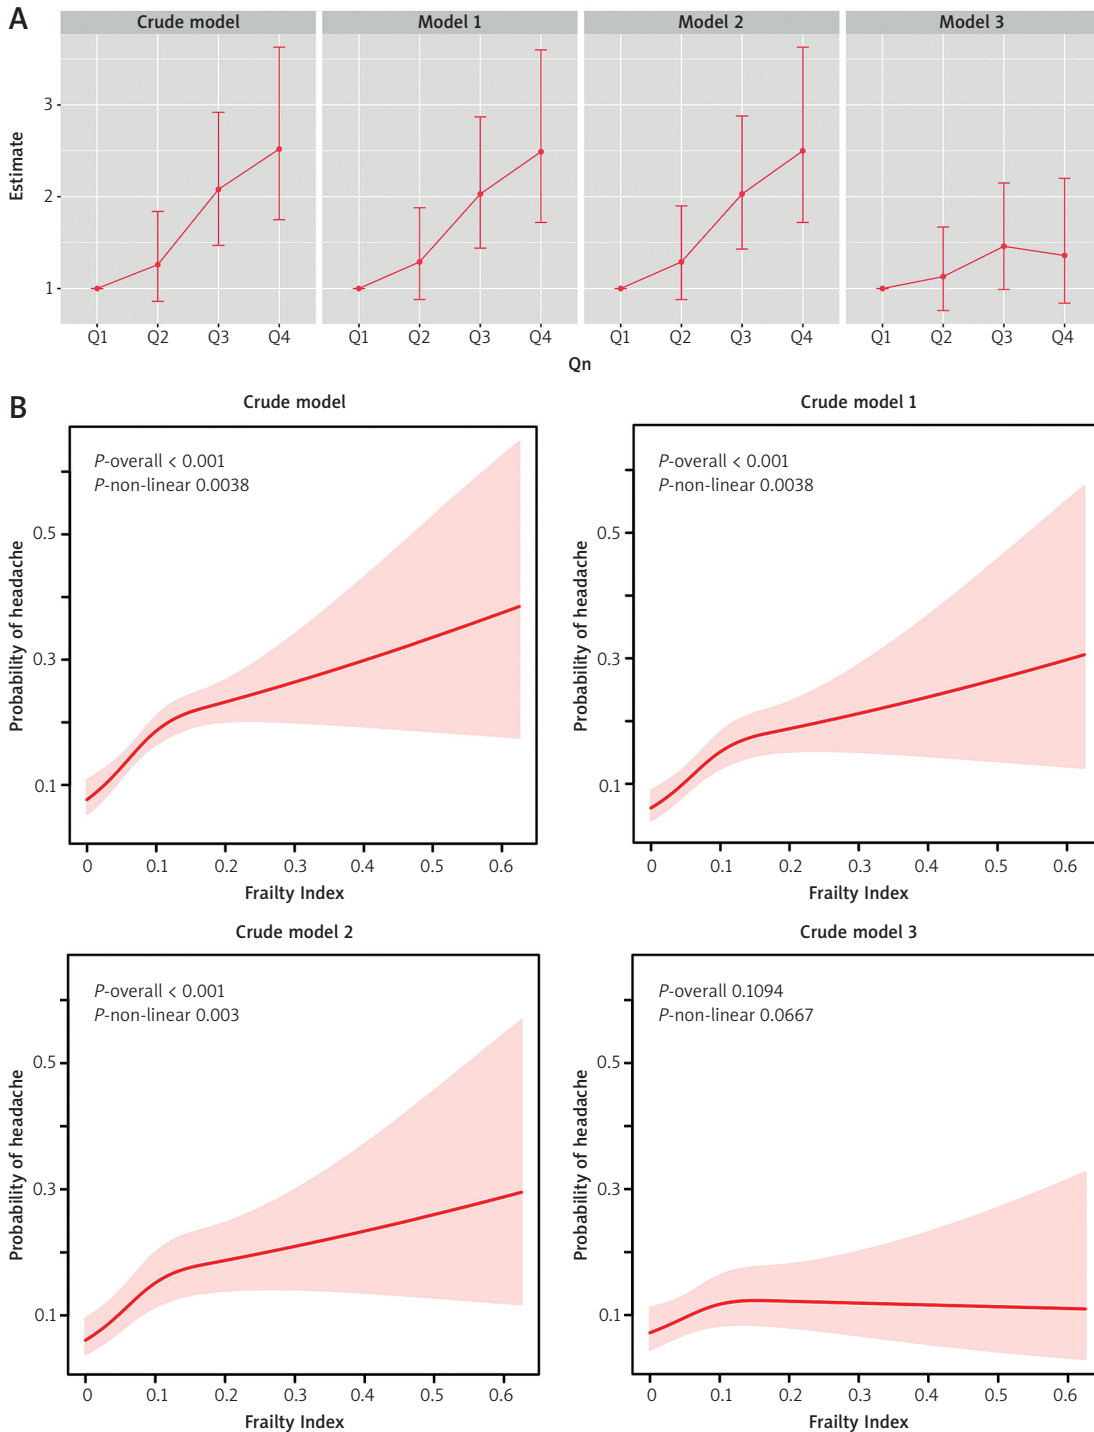 A
Crude model Model 1 Model 2 Model 3
Estimate
3
2
1
Q1 Q2 Q3 Q4 Q1 Q2 Q3 Q4 Q1 Q2 Q3 Q4 Q1 Q2 Q3 Q4
Qn
B
Crude model
P-overall < 0.001
P-non-linear 0.0038
Probability of headache
0.5
0.3
0.1
0 0.1 0.2 0.3 0.4 0.5 0.6
Frailty Index
Crude model 1
P-overall < 0.001
P-non-linear 0.0038
Probability of headache
0.5
0.3
0.1
0 0.1 0.2 0.3 0.4 0.5 0.6
Frailty Index
Crude model 2
P-overall < 0.001
P-non-linear 0.003
Probability of headache
0.5
0.3
0.1
0 0.1 0.2 0.3 0.4 0.5 0.6
Frailty Index
Crude model 3
P-overall 0.1094
P-non-linear 0.0667
Probability of headache
0.5
0.3
0.1
0 0.1 0.2 0.3 0.4 0.5 0.6
Frailty Index